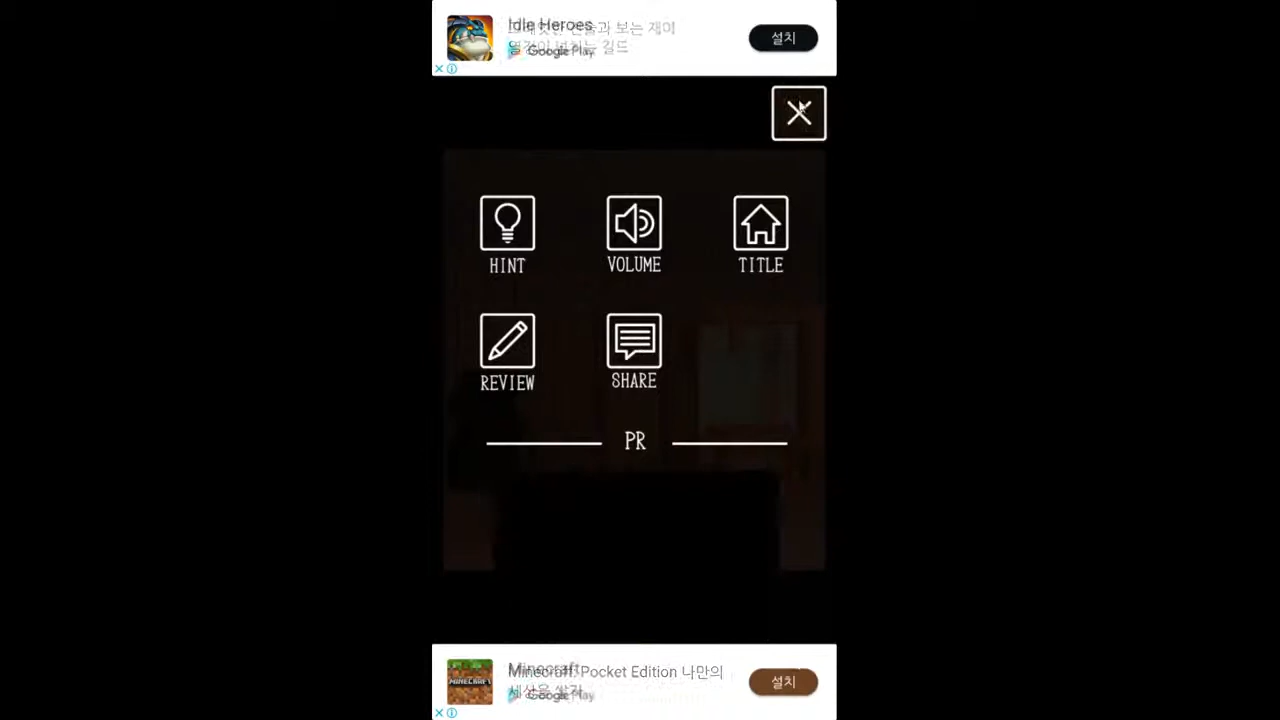 Idle Heroes
Google Play
설치
HINT
VOLUME
TITLE
REVIEW
SHARE
PR
Minecraft: Pocket Edition 나만의
Google Play
설치
MINECRAFT